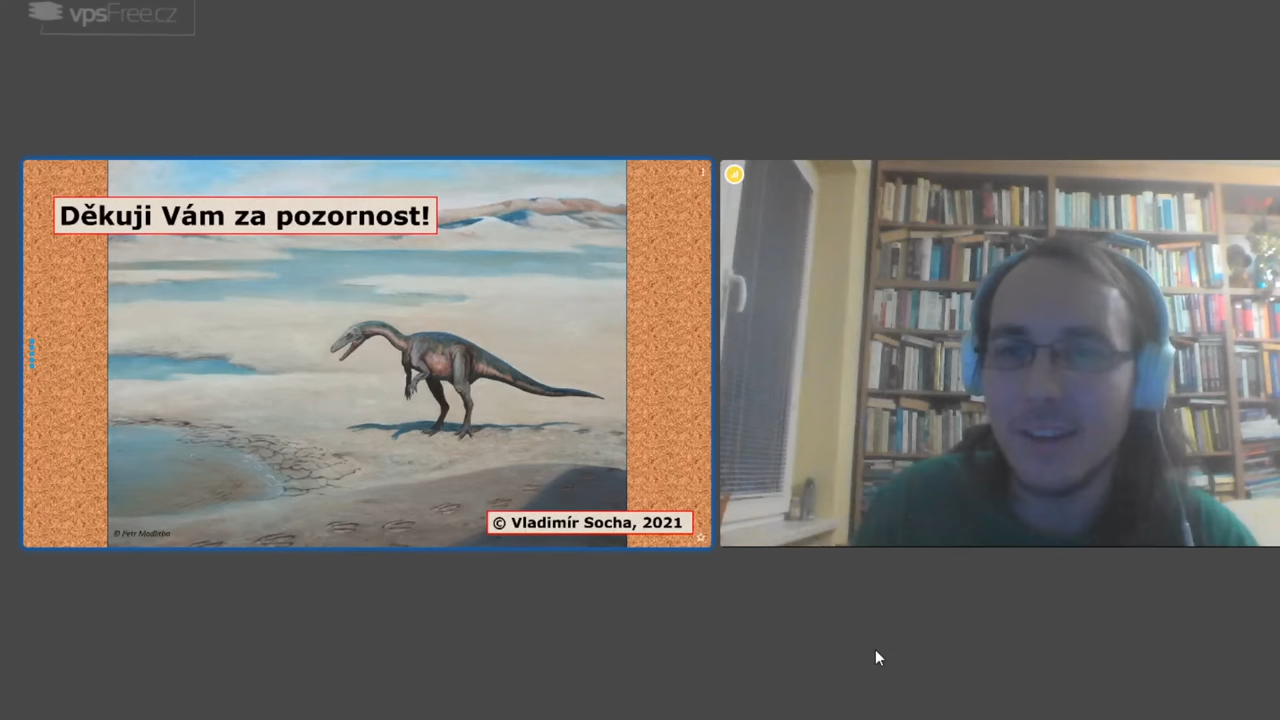 vpsFree.cz
Děkuji Vám za pozornost!
© Vladimír Socha, 2021
© Petr Modlitba